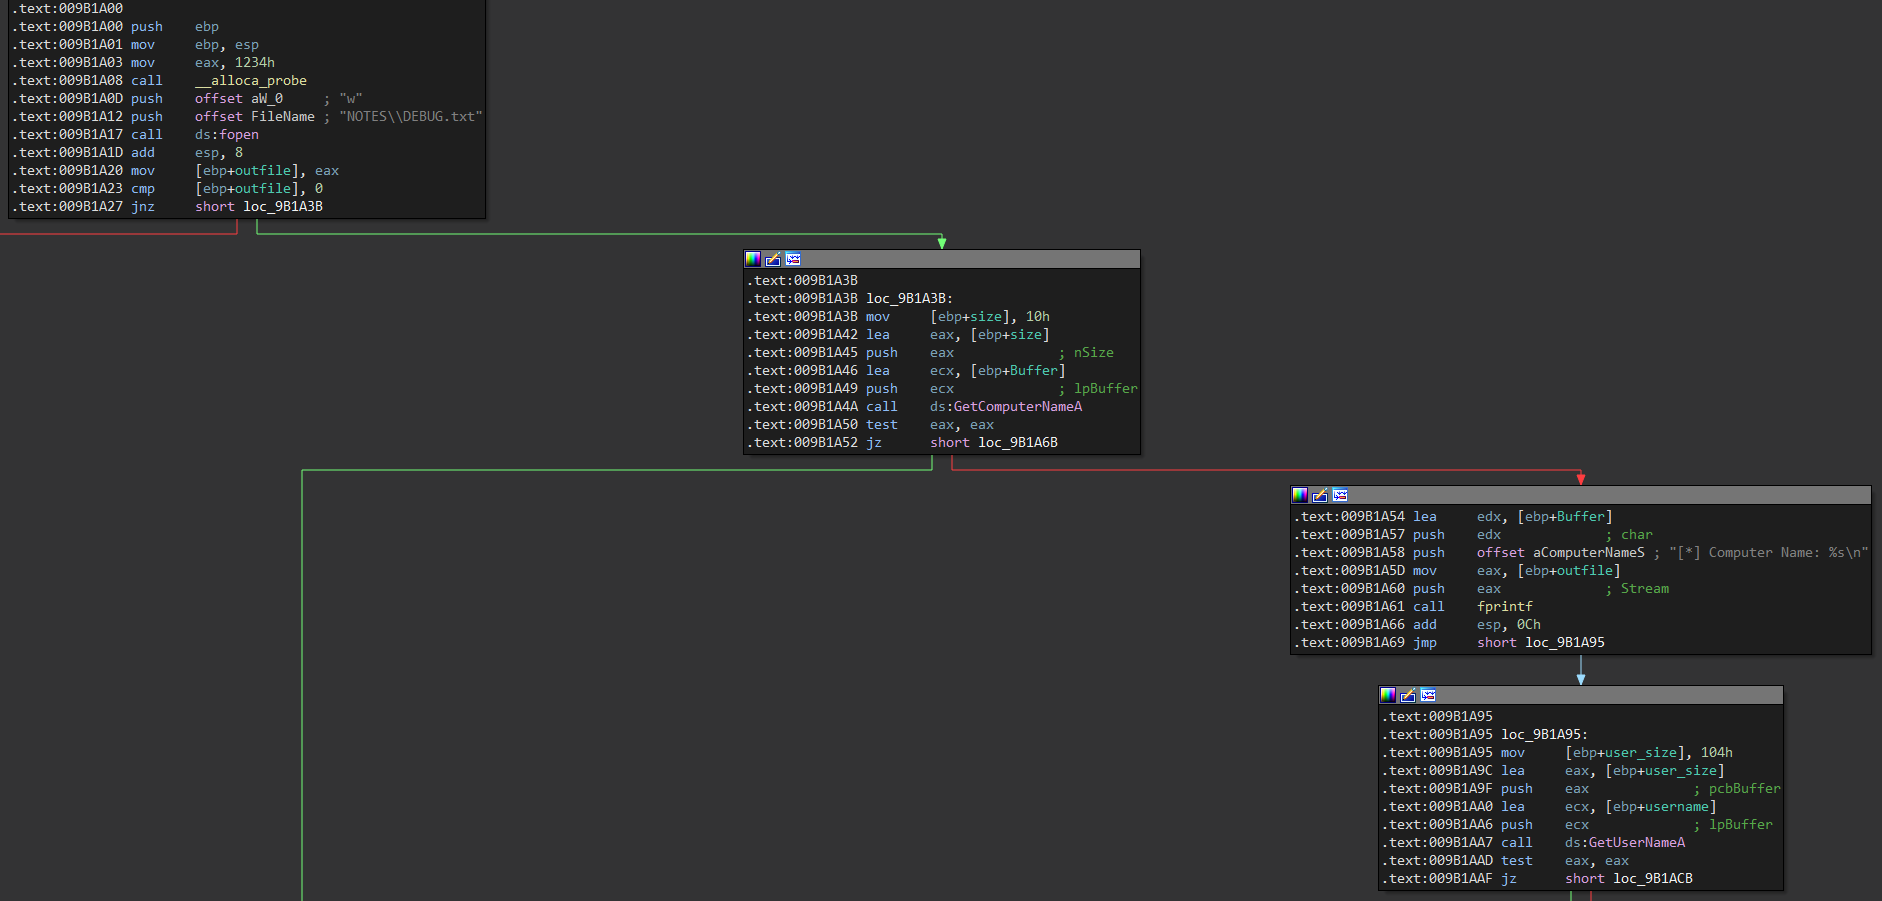 .text:009B1A00
.text:009B1A00 push ebp
.text:009B1A01 mov ebp, esp
.text:009B1A03 mov eax, 1234h
.text:009B1A08 call __alloca_probe
.text:009B1A0D push offset aW_0 ; "w"
.text:009B1A12 push offset FileName ; "NOTES\\DEBUG.txt"
.text:009B1A17 call ds:fopen
.text:009B1A1D add esp, 8
.text:009B1A20 mov [ebp+outfile], eax
.text:009B1A23 cmp [ebp+outfile], 0
.text:009B1A27 jnz short loc_9B1A3B
.text:009B1A3B
.text:009B1A3B loc_9B1A3B:
.text:009B1A3B mov [ebp+size], 10h
.text:009B1A42 lea eax, [ebp+size]
.text:009B1A45 push eax ; nSize
.text:009B1A46 lea ecx, [ebp+Buffer]
.text:009B1A49 push ecx ; lpBuffer
.text:009B1A4A call ds:GetComputerNameA
.text:009B1A50 test eax, eax
.text:009B1A52 jz short loc_9B1A6B
.text:009B1A54 lea edx, [ebp+Buffer]
.text:009B1A57 push edx ; char
.text:009B1A58 push offset aComputerNameS ; "[*] Computer Name: %s\n"
.text:009B1A5D mov eax, [ebp+outfile]
.text:009B1A60 push eax ; Stream
.text:009B1A61 call fprintf
.text:009B1A66 add esp, 0Ch
.text:009B1A69 jmp short loc_9B1A95
.text:009B1A95
.text:009B1A95 loc_9B1A95:
.text:009B1A95 mov [ebp+user_size], 104h
.text:009B1A9C lea eax, [ebp+user_size]
.text:009B1A9F push eax ; pcbBuffer
.text:009B1AA0 lea ecx, [ebp+username]
.text:009B1AA6 push ecx ; lpBuffer
.text:009B1AA7 call ds:GetUserNameA
.text:009B1AAD test eax, eax
.text:009B1AAF jz short loc_9B1ACB